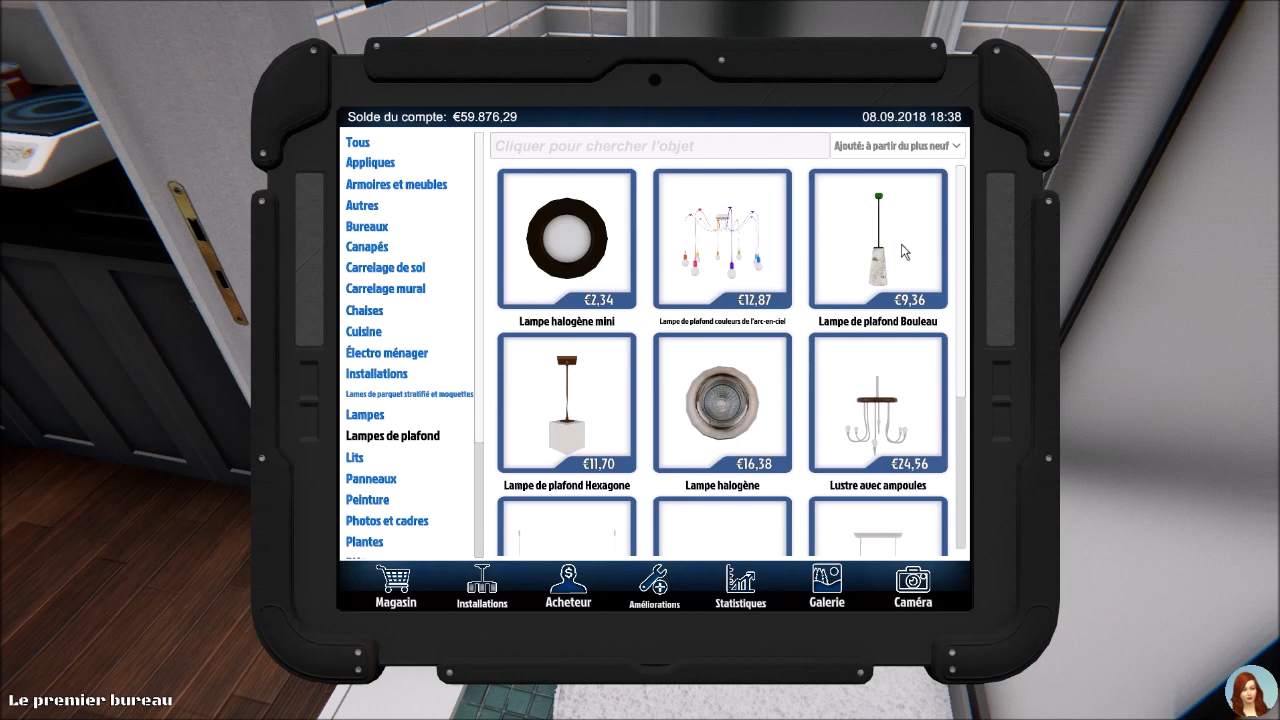 Solde du compte: €59.876,29
08.09.2018 18:38
Tous
Appliques
Armoires et meubles
Autres
Bureaux
Canapés
Carrelage de sol
Carrelage mural
Chaises
Cuisine
Électro ménager
Installations
Lames de parquet stratifié et moquettes
Lampes
Lampes de plafond
Lits
Panneaux
Peinture
Photos et cadres
Plantes
Cliquer pour chercher l'objet
Ajouté: à partir du plus neuf
€2,34
€12,87
€9,36
Lampe halogène mini
Lampe de plafond couleurs de l'arc-en-ciel
Lampe de plafond Bouleau
€11,70
€16,38
€24,56
Lampe de plafond Hexagone
Lampe halogène
Lustre avec ampoules
Magasin
Installations
Acheteur
Améliorations
Statistiques
Galerie
Caméra
Le premier bureau